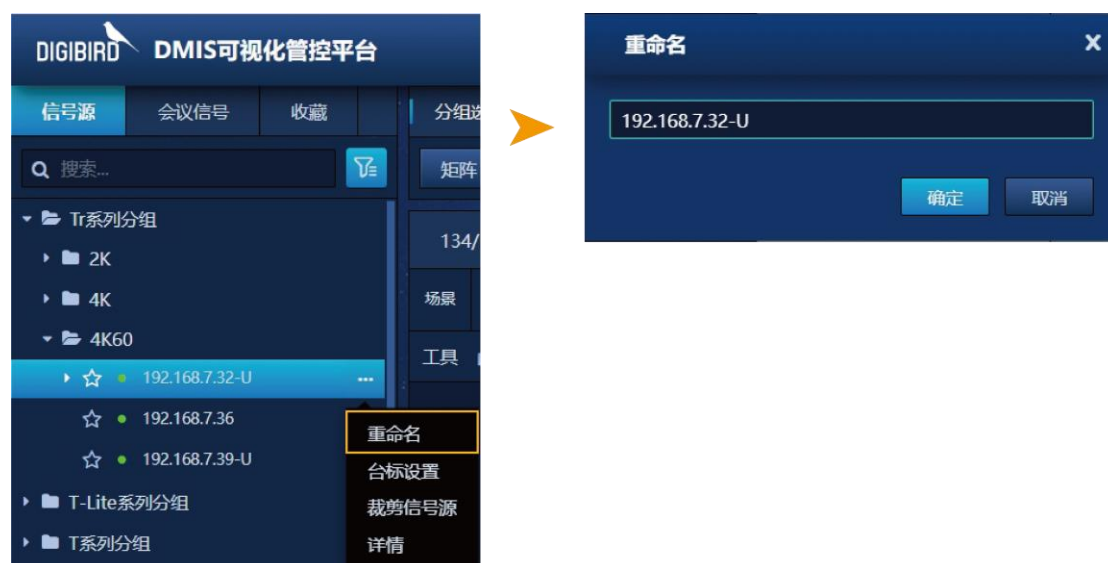 DIGIBIRD DMIS可视化管控平台
信号源 会议信号 收藏 分组
搜索... 矩阵
Tr系列分组
134/
2K
4K 场景
4K60
工具
192.168.7.32-U
192.168.7.36
192.168.7.39-U
T-Lite系列分组
T系列分组
重命名
台标设置
裁剪信号源
详情
重命名
192.168.7.32-U
确定 取消